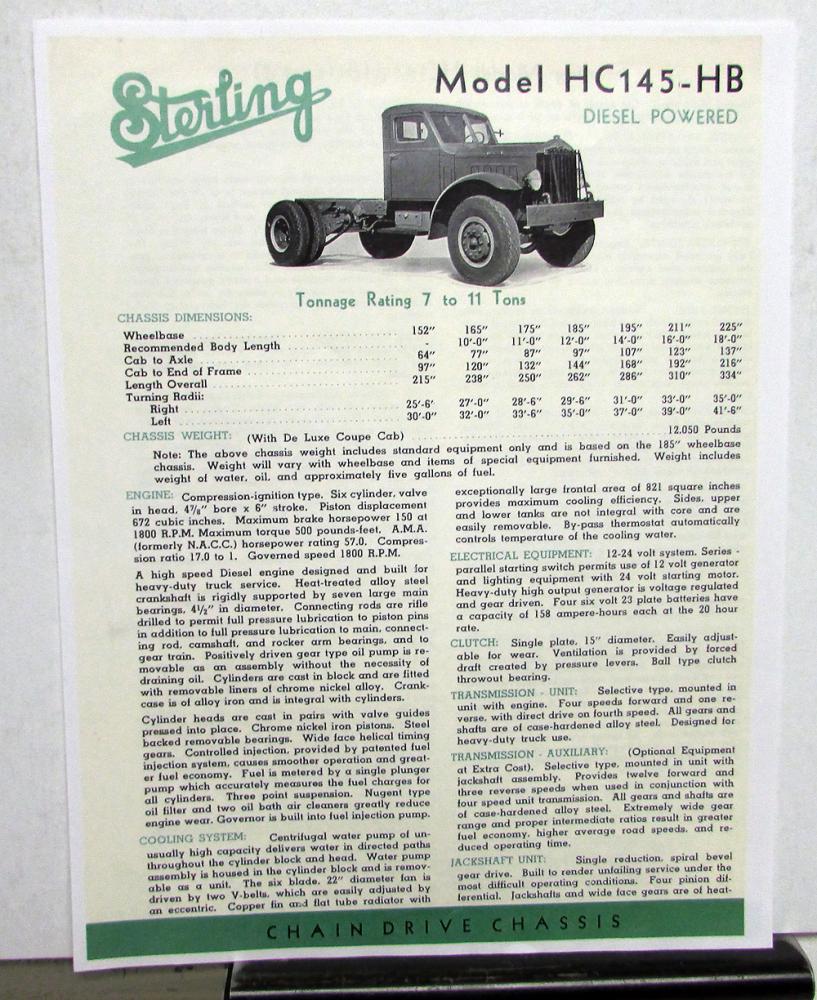 Sterling
Model HC145-HB
DIESEL POWERED
Tonnage Rating 7 to 11 Tons
CHASSIS DIMENSIONS:
Wheelbase 152″ 165″ 175″ 185″ 195″ 211″ 225″
Recommended Body Length - 10′-0″ 11′-0″ 12′-0″ 14′-0″ 16′-0″ 18′-0″
Cab to Axle 64″ 77″ 87″ 97″ 107″ 123″ 137″
Cab to End of Frame 97″ 120″ 132″ 144″ 168″ 192″ 216″
Length Overall 215″ 238″ 250″ 262″ 286″ 310″ 334″
Turning Radii:
Right 25′-6′ 27′-0″ 28′-6″ 29′-6″ 31′-0″ 33′-0″ 35′-0″
Left 30′-0″ 32′-0″ 33′-6″ 35′-0″ 37′-0″ 39′-0″ 41′-6″
CHASSIS WEIGHT: (With De Luxe Coupe Cab) 12,050 Pounds
Note: The above chassis weight includes standard equipment only and is based on the 185″ wheelbase
chassis. Weight will vary with wheelbase and items of special equipment furnished. Weight includes
weight of water, oil, and approximately five gallons of fuel.
ENGINE: Compression-ignition type. Six cylinder, valve
in head, 4⅞″ bore x 6″ stroke. Piston displacement
672 cubic inches. Maximum brake horsepower 150 at
1800 R.P.M. Maximum torque 500 pounds-feet. A.M.A.
(formerly N.A.C.C.) horsepower rating 57.0. Compres-
sion ratio 17.0 to 1. Governed speed 1800 R.P.M.
A high speed Diesel engine designed and built for
heavy-duty truck service. Heat-treated alloy steel
crankshaft is rigidly supported by seven large main
bearings, 4½″ in diameter. Connecting rods are rifle
drilled to permit full pressure lubrication to piston pins
in addition to full pressure lubrication to main, connect-
ing rod, camshaft, and rocker arm bearings, and to
gear train. Positively driven gear type oil pump is re-
movable as an assembly without the necessity of
draining oil. Cylinders are cast in block and are fitted
with removable liners of chrome nickel alloy. Crank-
case is of alloy iron and is integral with cylinders.
Cylinder heads are cast in pairs with valve guides
pressed into place. Chrome nickel iron pistons. Steel
backed removable bearings. Wide face helical timing
gears. Controlled injection, provided by patented fuel
injection system, causes smoother operation and great-
er fuel economy. Fuel is metered by a single plunger
pump which accurately measures the fuel charges for
all cylinders. Three point suspension. Nugent type
oil filter and two oil bath air cleaners greatly reduce
engine wear. Governor is built into fuel injection pump.
COOLING SYSTEM: Centrifugal water pump of un-
usually high capacity delivers water in directed paths
throughout the cylinder block and head. Water pump
assembly is housed in the cylinder block and is remov-
able as a unit. The six blade, 22″ diameter fan is
driven by two V-belts, which are easily adjusted by
an eccentric. Copper fin and flat tube radiator with
exceptionally large frontal area of 821 square inches
provides maximum cooling efficiency. Sides, upper
and lower tanks are not integral with core and are
easily removable. By-pass thermostat automatically
controls temperature of the cooling water.
ELECTRICAL EQUIPMENT: 12-24 volt system. Series -
parallel starting switch permits use of 12 volt generator
and lighting equipment with 24 volt starting motor.
Heavy-duty high output generator is voltage regulated
and gear driven. Four six volt 23 plate batteries have
a capacity of 158 ampere-hours each at the 20 hour
rate.
CLUTCH: Single plate, 15″ diameter. Easily adjust-
able for wear. Ventilation is provided by forced
draft created by pressure levers. Ball type clutch
throwout bearing.
TRANSMISSION - UNIT: Selective type, mounted in
unit with engine. Four speeds forward and one re-
verse, with direct drive on fourth speed. All gears and
shafts are of case-hardened alloy steel. Designed for
heavy-duty truck use.
TRANSMISSION - AUXILIARY: (Optional Equipment
at Extra Cost). Selective type, mounted in unit with
jackshaft assembly. Provides twelve forward and
three reverse speeds when used in conjunction with
four speed unit transmission. All gears and shafts are
of case-hardened alloy steel. Extremely wide gear
range and proper intermediate ratios result in greater
fuel economy, higher average road speeds, and re-
duced operating time.
JACKSHAFT UNIT: Single reduction, spiral bevel
gear drive. Built to render unfailing service under the
most difficult operating conditions. Four pinion dif-
ferential. Jackshafts and wide face gears are of heat-
CHAIN DRIVE CHASSIS